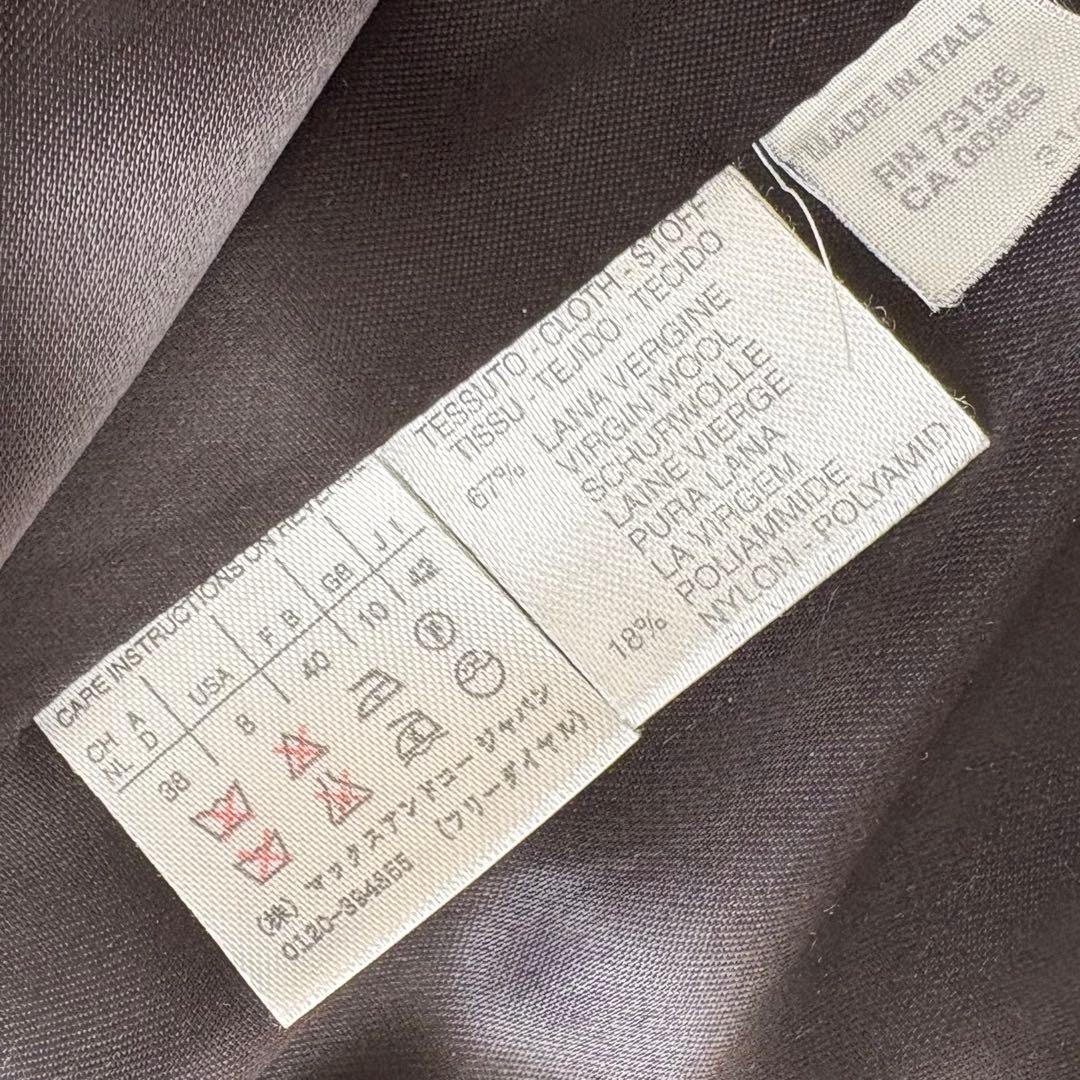 MADE IN ITALY
RN 73136
CA 00965
TESSUTO - CLOTH - STOFF
TISSU - TEJIDO - TECIDO
67% LANA VERGINE
VIRGIN WOOL
SCHURWOLLE
LAINE VIERGE
PURA LANA
LA VIRGEM
18% POLIAMMIDE
NYLON - POLYAMID
CARE INSTRUCTIONS ON
CH A USA F B GB J I
NL D
38 8 40 10 42
(株) マックスアンドコージャパン
0120-394355 (フリーダイヤル)